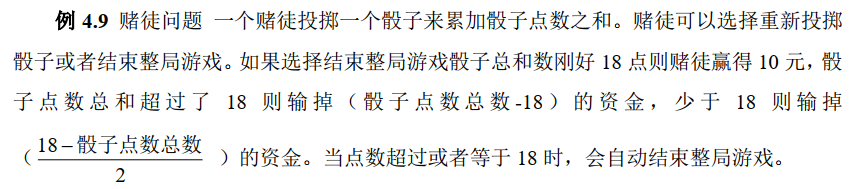 例 4.9 赌徒问题 一个赌徒投掷一个骰子来累加骰子点数之和。赌徒可以选择重新投掷
骰子或者结束整局游戏。如果选择结束整局游戏骰子总和数刚好 18 点则赌徒赢得 10 元，骰
子点数总和超过了 18 则输掉（骰子点数总数-18）的资金，少于 18 则输掉
（18−骰子点数总数/2）的资金。当点数超过或者等于 18 时，会自动结束整局游戏。